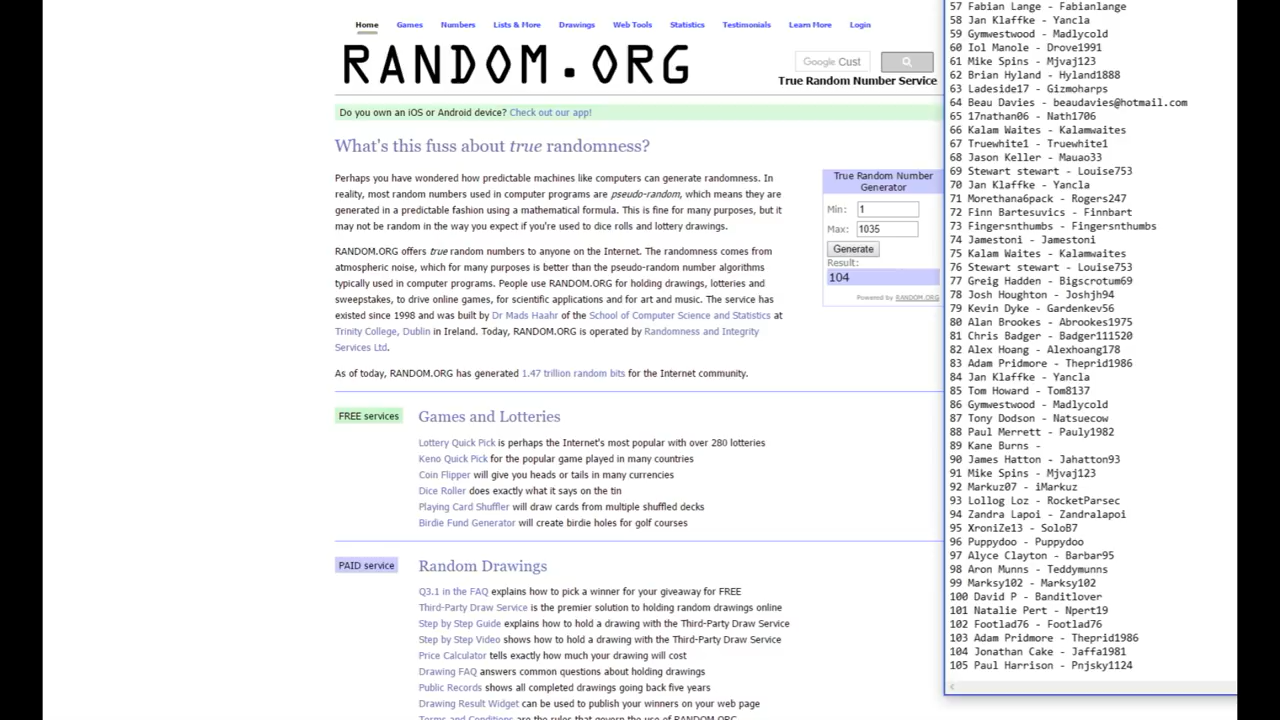 Home Games Numbers Lists & More Drawings Web Tools Statistics Testimonials Learn More Login
RANDOM.ORG
Google Cust
True Random Number Service
Do you own an iOS or Android device? Check out our app!
What's this fuss about true randomness?
Perhaps you have wondered how predictable machines like computers can generate randomness. In
reality, most random numbers used in computer programs are pseudo-random, which means they are
generated in a predictable fashion using a mathematical formula. This is fine for many purposes, but it
may not be random in the way you expect if you're used to dice rolls and lottery drawings.
RANDOM.ORG offers true random numbers to anyone on the Internet. The randomness comes from
atmospheric noise, which for many purposes is better than the pseudo-random number algorithms
typically used in computer programs. People use RANDOM.ORG for holding drawings, lotteries and
sweepstakes, to drive online games, for scientific applications and for art and music. The service has
existed since 1998 and was built by Dr Mads Haahr of the School of Computer Science and Statistics at
Trinity College, Dublin in Ireland. Today, RANDOM.ORG is operated by Randomness and Integrity
Services Ltd.
As of today, RANDOM.ORG has generated 1.47 trillion random bits for the Internet community.
True Random Number
Generator
Min: 1
Max: 1035
Generate
Result:
104
Powered by RANDOM.ORG
FREE services
Games and Lotteries
Lottery Quick Pick is perhaps the Internet's most popular with over 280 lotteries
Keno Quick Pick for the popular game played in many countries
Coin Flipper will give you heads or tails in many currencies
Dice Roller does exactly what it says on the tin
Playing Card Shuffler will draw cards from multiple shuffled decks
Birdie Fund Generator will create birdie holes for golf courses
PAID service
Random Drawings
Q3.1 in the FAQ explains how to pick a winner for your giveaway for FREE
Third-Party Draw Service is the premier solution to holding random drawings online
Step by Step Guide explains how to hold a drawing with the Third-Party Draw Service
Step by Step Video shows how to hold a drawing with the Third-Party Draw Service
Price Calculator tells exactly how much your drawing will cost
Drawing FAQ answers common questions about holding drawings
Public Records shows all completed drawings going back five years
Drawing Result Widget can be used to publish your winners on your web page
Terms and Conditions are the rules that govern the use of RANDOM.ORG
57 Fabian Lange - Fabianlange
58 Jan Klaffke - Yancla
59 Gymwestwood - Madlycold
60 Iol Manole - Drove1991
61 Mike Spins - Mjvaj123
62 Brian Hyland - Hyland1888
63 Ladeside17 - Gizmoharps
64 Beau Davies - beaudavies@hotmail.com
65 17nathan06 - Nath1706
66 Kalam Waites - Kalamwaites
67 Truewhite1 - Truewhite1
68 Jason Keller - Mauao33
69 Stewart stewart - Louise753
70 Jan Klaffke - Yancla
71 Morethana6pack - Rogers247
72 Finn Bartesuvics - Finnbart
73 Fingersnthumbs - Fingersnthumbs
74 Jamestoni - Jamestoni
75 Kalam Waites - Kalamwaites
76 Stewart stewart - Louise753
77 Greig Hadden - Bigscrotum69
78 Josh Houghton - Joshjh94
79 Kevin Dyke - Gardenkev56
80 Alan Brookes - Abrookes1975
81 Chris Badger - Badger111520
82 Alex Hoang - Alexhoang178
83 Adam Pridmore - Theprid1986
84 Jan Klaffke - Yancla
85 Tom Howard - Tom8137
86 Gymwestwood - Madlycold
87 Tony Dodson - Natsuecow
88 Paul Merrett - Pauly1982
89 Kane Burns -
90 James Hatton - Jahatton93
91 Mike Spins - Mjvaj123
92 Markuz07 - iMarkuz
93 Lollog Loz - RocketParsec
94 Zandra Lapoi - Zandralapoi
95 XroniZe13 - SoloB7
96 Puppydoo - Puppydoo
97 Alyce Clayton - Barbar95
98 Aron Munns - Teddymunns
99 Marksy102 - Marksy102
100 David P - Banditlover
101 Natalie Pert - Npert19
102 Footlad76 - Footlad76
103 Adam Pridmore - Theprid1986
104 Jonathan Cake - Jaffa1981
105 Paul Harrison - Pnjsky1124